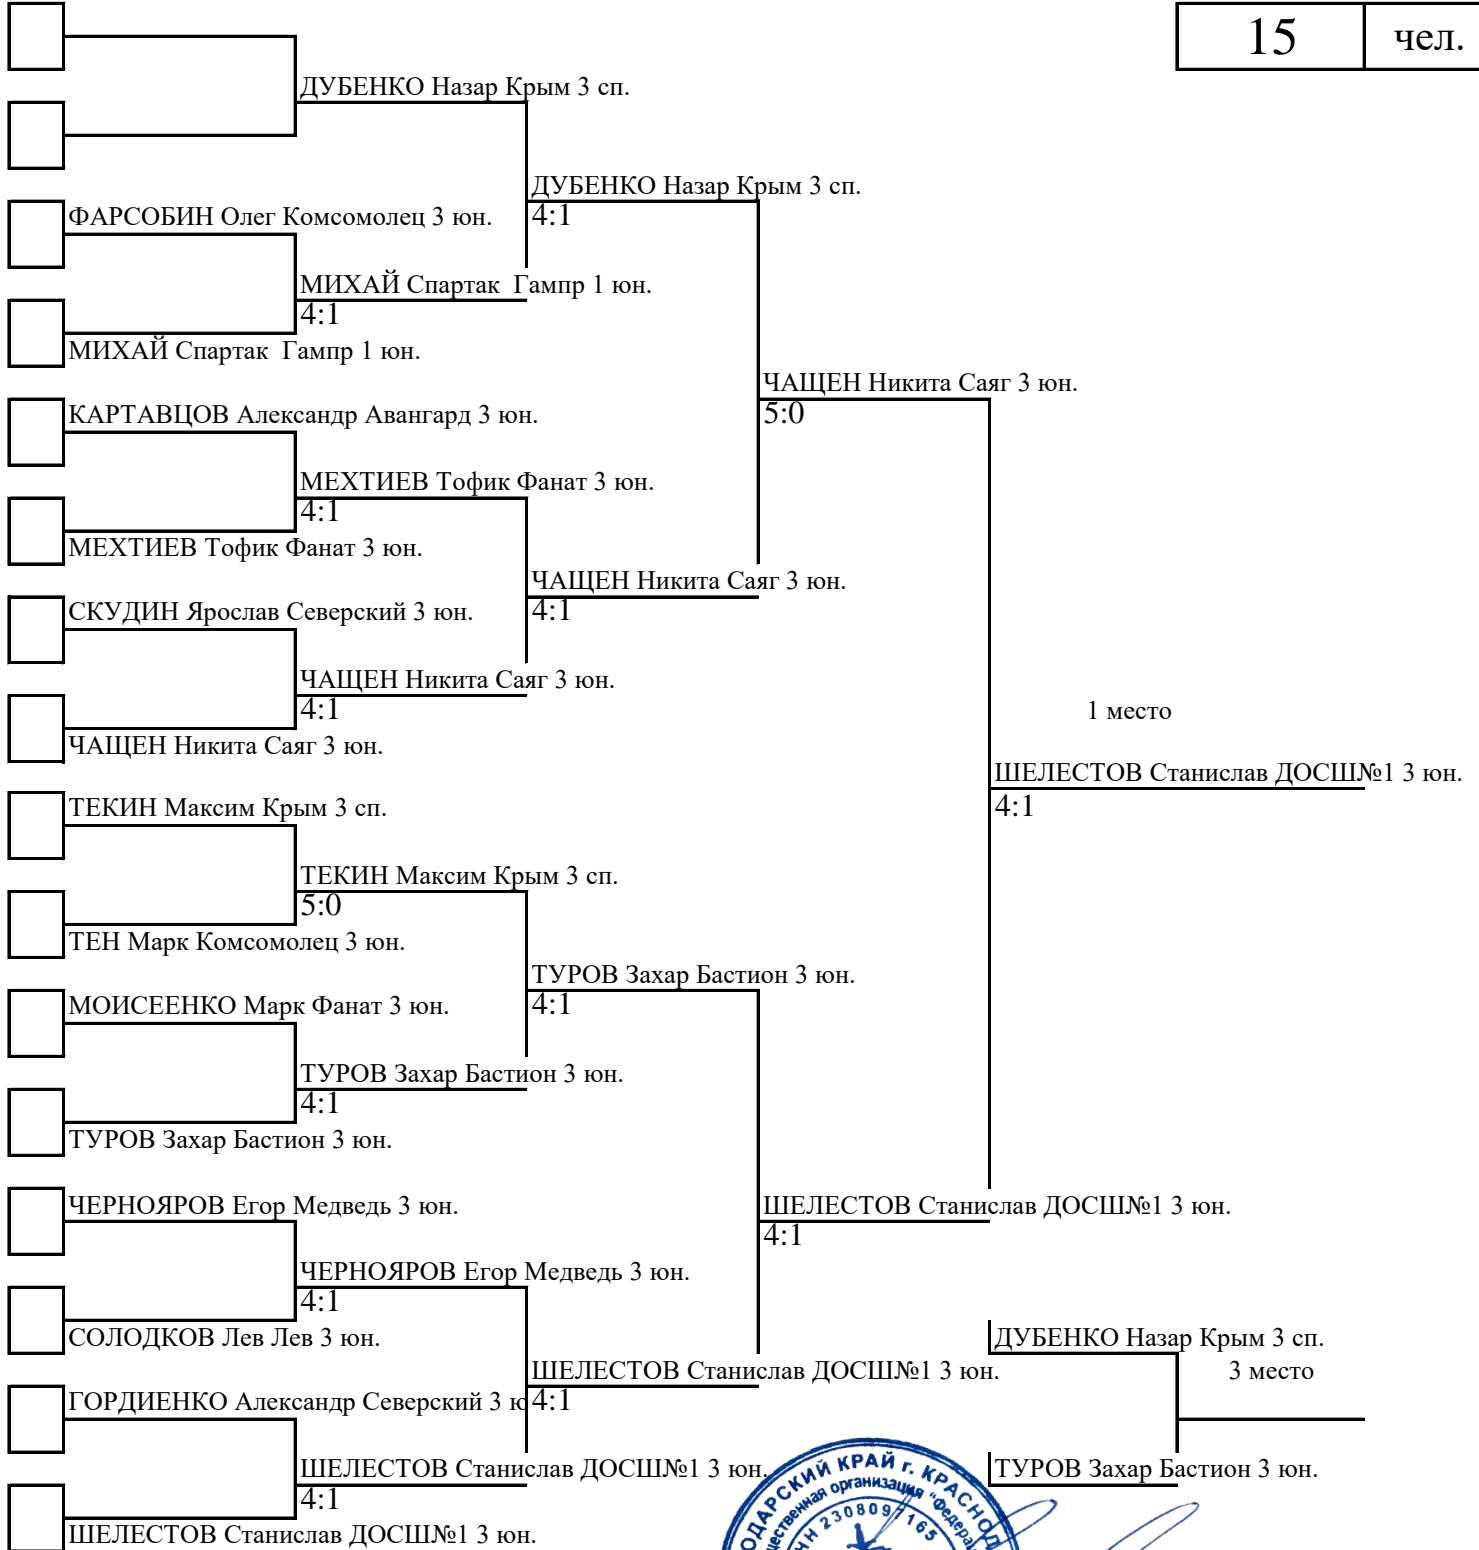 15 чел.
ДУБЕНКО Назар Крым 3 сп.
ДУБЕНКО Назар Крым 3 сп.
4:1
ФАРСОБИН Олег Комсомолец 3 юн.
МИХАЙ Спартак Гампр 1 юн.
4:1
МИХАЙ Спартак Гампр 1 юн.
ЧАЩЕН Никита Саяг 3 юн.
5:0
КАРТАВЦОВ Александр Авангард 3 юн.
МЕХТИЕВ Тофик Фанат 3 юн.
4:1
МЕХТИЕВ Тофик Фанат 3 юн.
ЧАЩЕН Никита Саяг 3 юн.
4:1
СКУДИН Ярослав Северский 3 юн.
ЧАЩЕН Никита Саяг 3 юн.
4:1
ЧАЩЕН Никита Саяг 3 юн.
1 место
ШЕЛЕСТОВ Станислав ДОСШ№1 3 юн.
4:1
ТЕКИН Максим Крым 3 сп.
ТЕКИН Максим Крым 3 сп.
5:0
ТЕН Марк Комсомолец 3 юн.
ТУРОВ Захар Бастион 3 юн.
4:1
МОИСЕЕНКО Марк Фанат 3 юн.
ТУРОВ Захар Бастион 3 юн.
4:1
ТУРОВ Захар Бастион 3 юн.
ЧЕРНОЯРОВ Егор Медведь 3 юн.
ШЕЛЕСТОВ Станислав ДОСШ№1 3 юн.
4:1
ЧЕРНОЯРОВ Егор Медведь 3 юн.
4:1
СОЛОДКОВ Лев Лев 3 юн.
ДУБЕНКО Назар Крым 3 сп.
3 место
ШЕЛЕСТОВ Станислав ДОСШ№1 3 юн.
4:1
ГОРДИЕНКО Александр Северский 3 ю
ШЕЛЕСТОВ Станислав ДОСШ№1 3 юн.
4:1
ТУРОВ Захар Бастион 3 юн.
ШЕЛЕСТОВ Станислав ДОСШ№1 3 юн.
КРАЙ г.
организация
2308097165